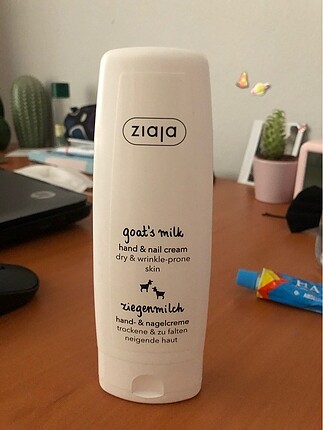 ziaja
goat's milk
hand & nail cream
dry & wrinkle-prone
skin
ziegenmilch
hand- & nagelcreme
trockene & zu falten
neigende haut